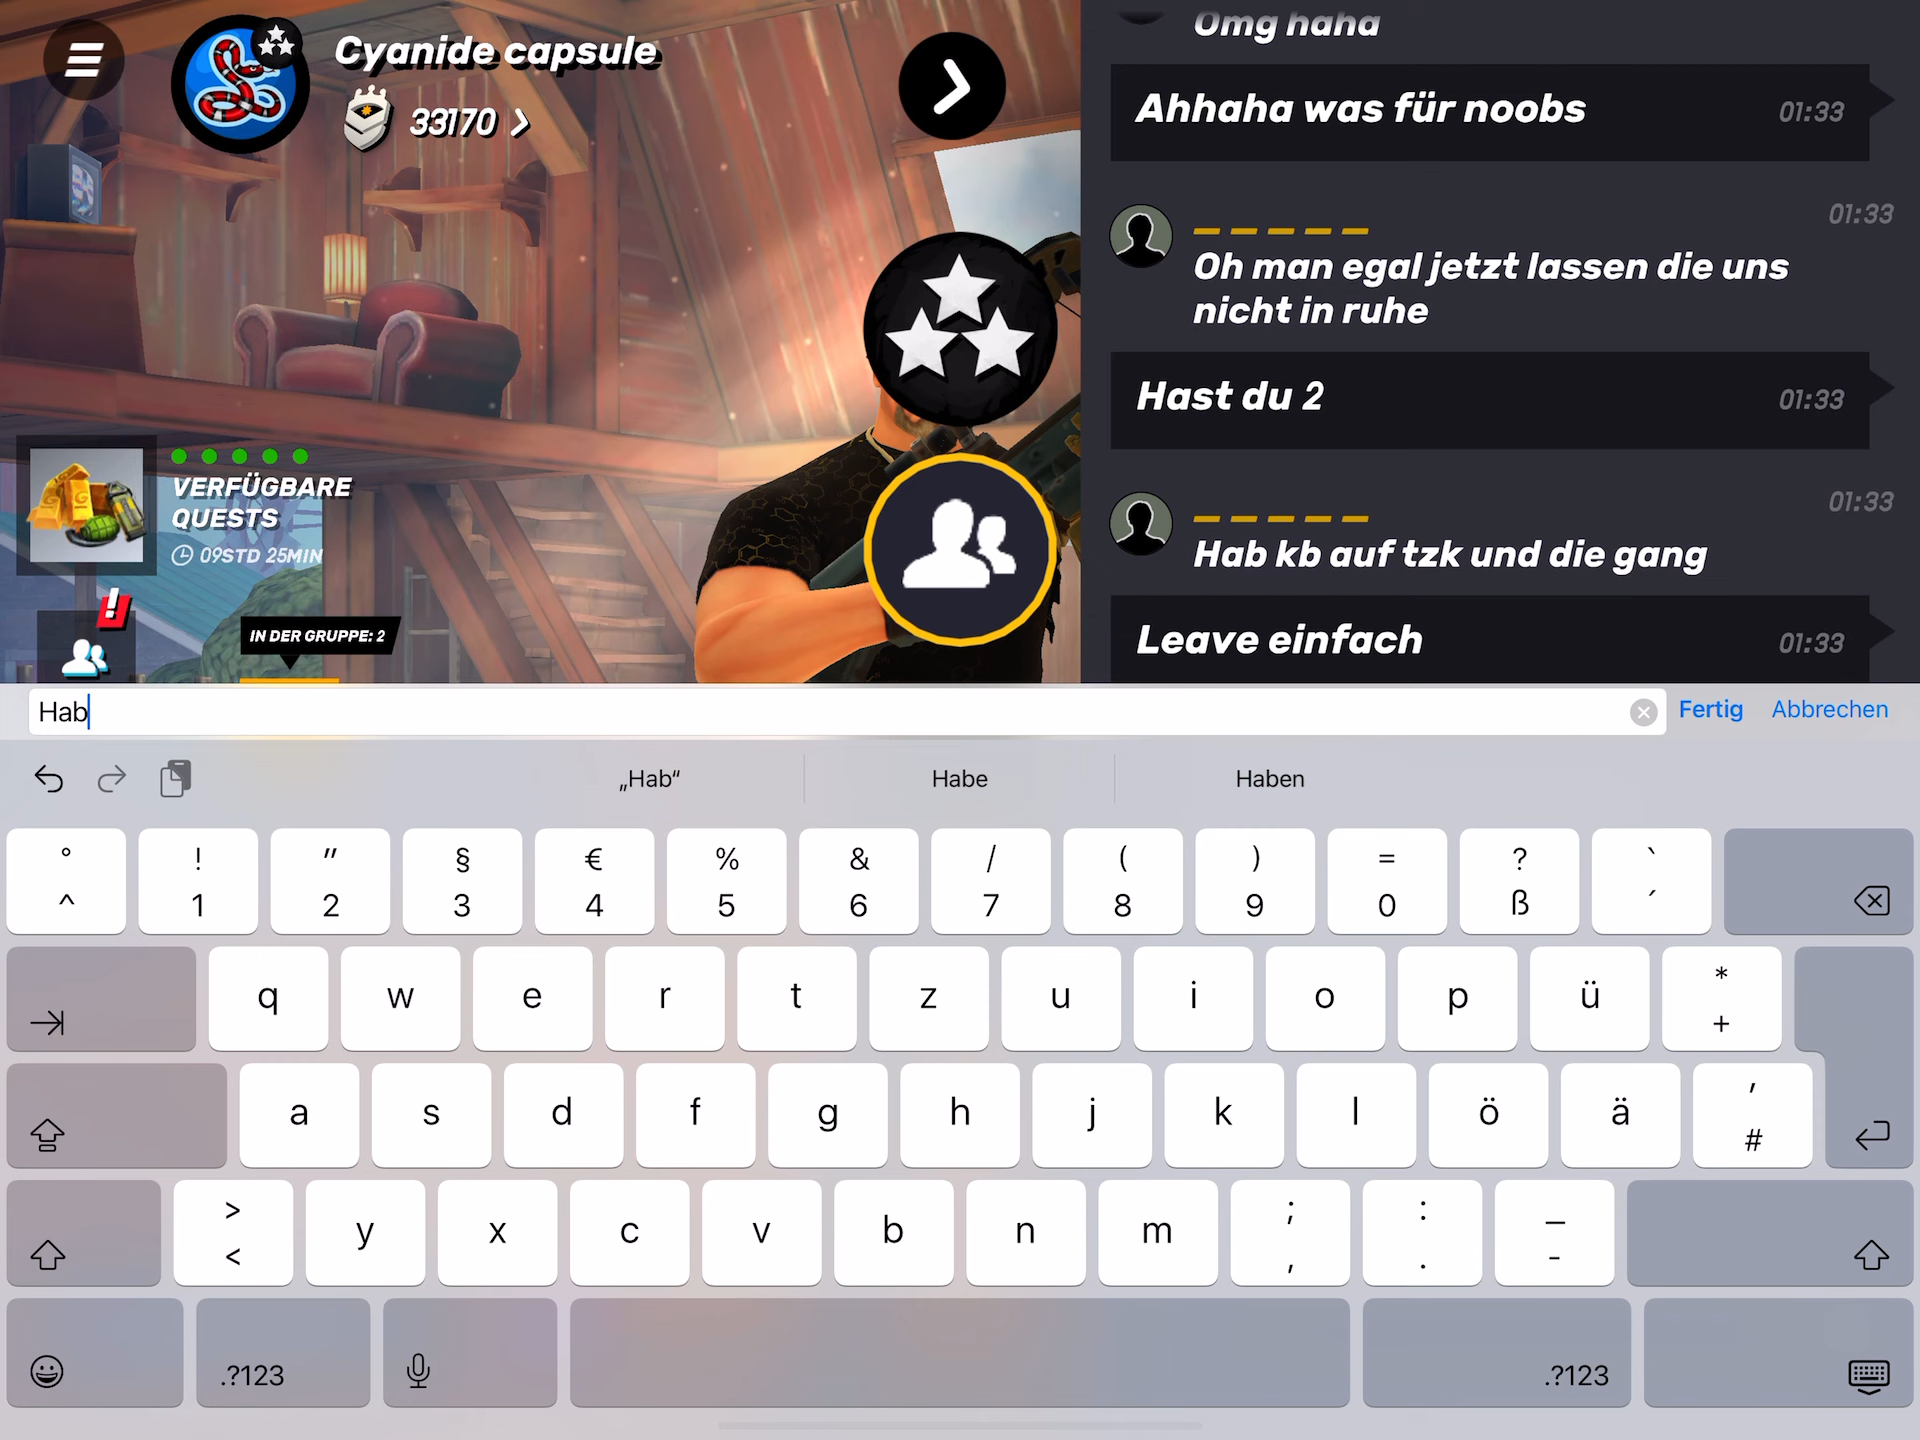 Cyanide capsule
33170
VERFÜGBARE
QUESTS
09STD 25MIN
!
IN DER GRUPPE: 2
Omg haha
Ahhaha was für noobs
01:33
01:33
_ _ _ _ _
Oh man egal jetzt lassen die uns
nicht in ruhe
Hast du 2
01:33
01:33
_ _ _ _ _
Hab kb auf tzk und die gang
Leave einfach
01:33
Hab
Fertig Abbrechen
„Hab“ Habe Haben
° ! " § € % & / ( ) = ? `
^ 1 2 3 4 5 6 7 8 9 0 ß ´
q w e r t z u i o p ü * +
a s d f g h j k l ö ä ' #
> < y x c v b n m ; , : . _ -
.?123 .?123